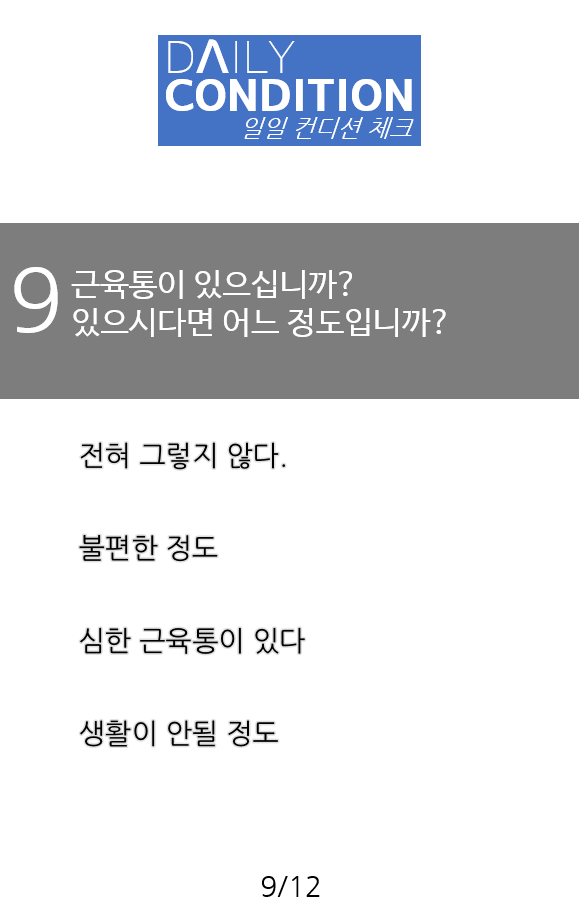 DAILY
CONDITION
일일 컨디션 체크
9 근육통이 있으십니까?
있으시다면 어느 정도입니까?
전혀 그렇지 않다.
불편한 정도
심한 근육통이 있다
생활이 안될 정도
9/12